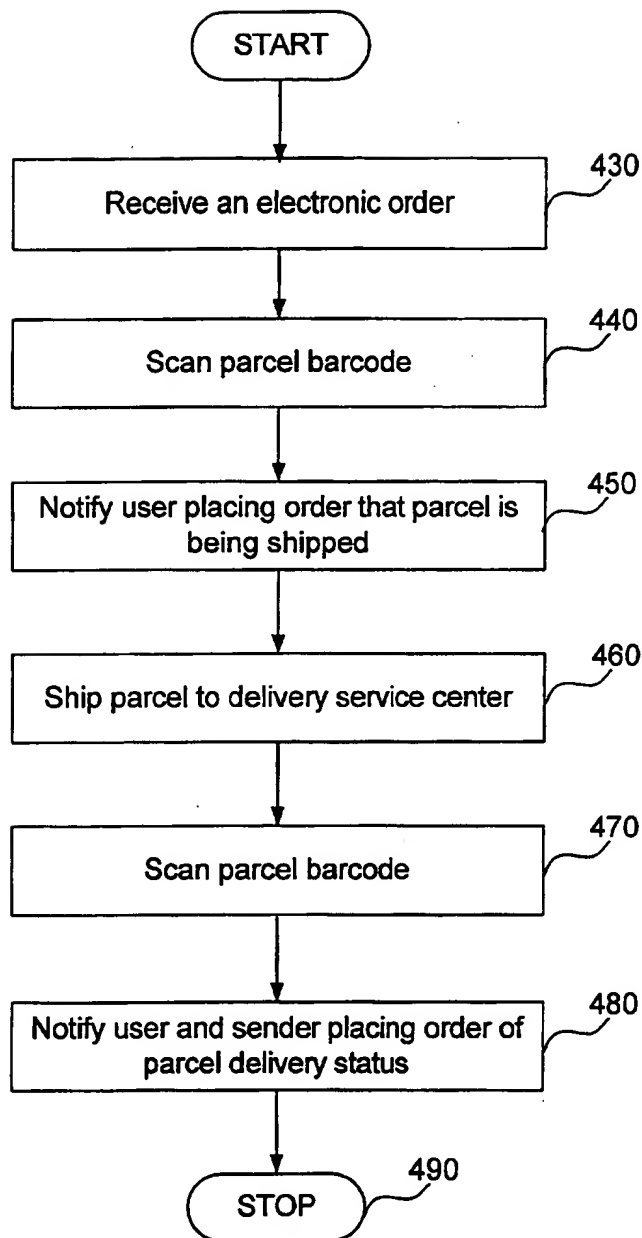 START
430
Receive an electronic order
440
Scan parcel barcode
450
Notify user placing order that parcel is
being shipped
460
Ship parcel to delivery service center
470
Scan parcel barcode
480
Notify user and sender placing order of
parcel delivery status
490
STOP